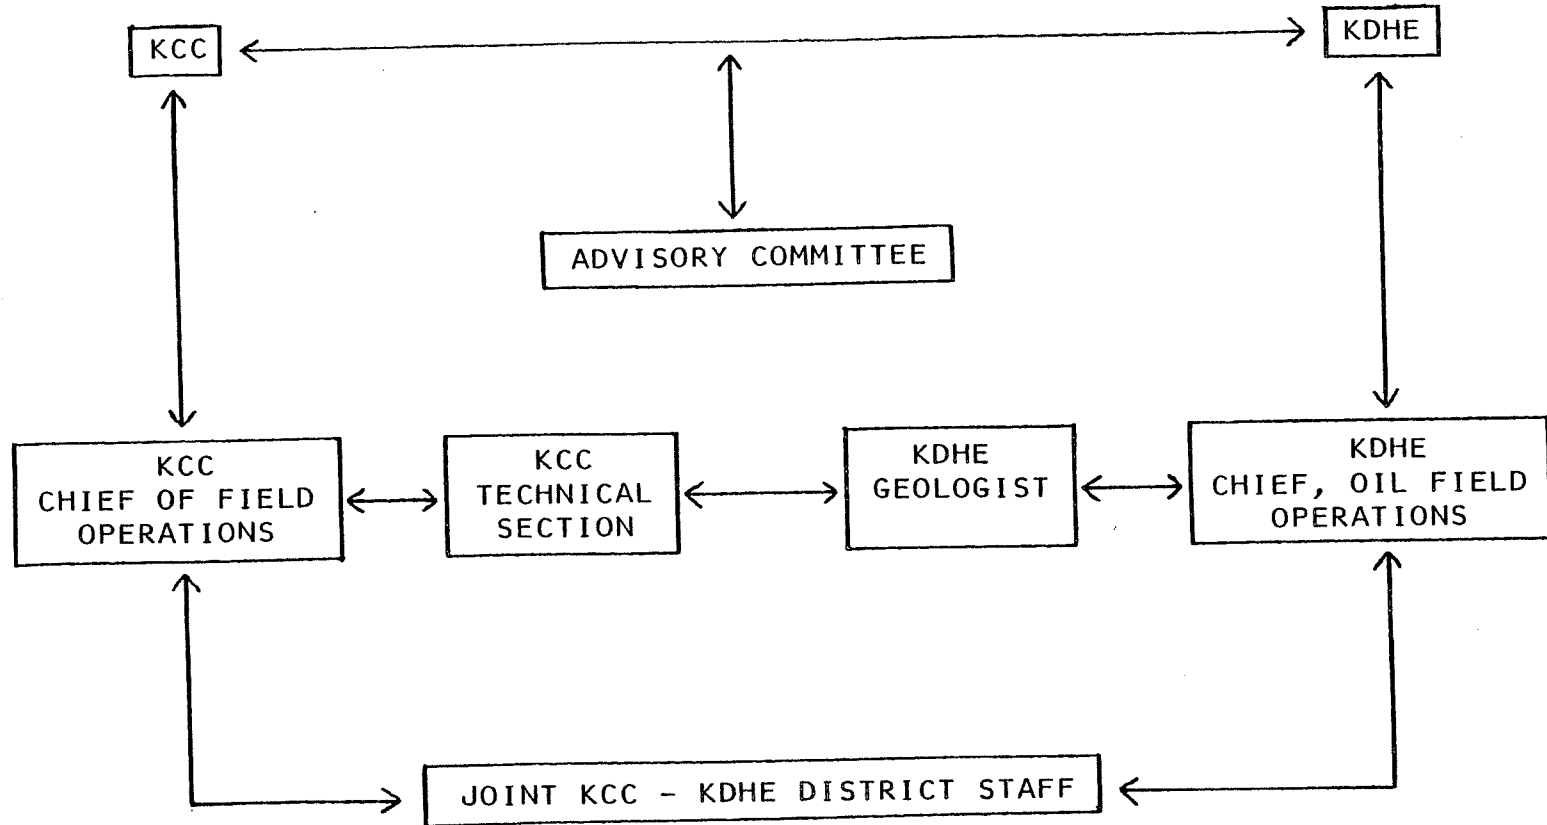 KCC
KDHE
ADVISORY COMMITTEE
KCC
CHIEF OF FIELD
OPERATIONS
KCC
TECHNICAL
SECTION
KDHE
GEOLOGIST
KDHE
CHIEF, OIL FIELD
OPERATIONS
JOINT KCC - KDHE DISTRICT STAFF